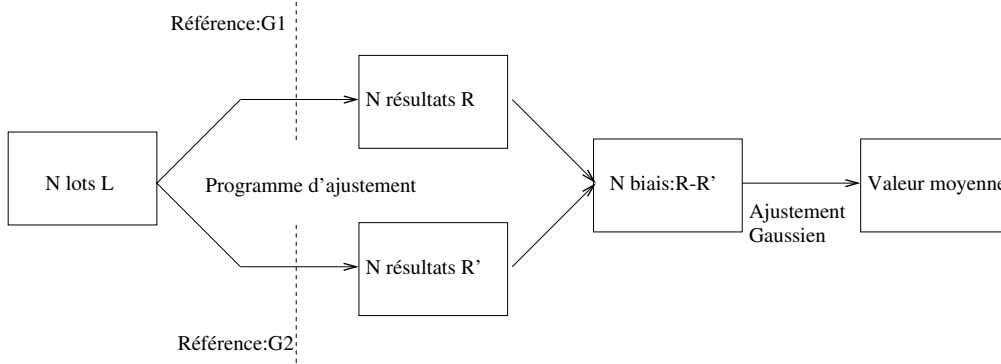 Référence:G1
N résultats R
N lots L
Programme d'ajustement
N biais:R-R'
Valeur moyenne
Ajustement
Gaussien
N résultats R'
Référence:G2